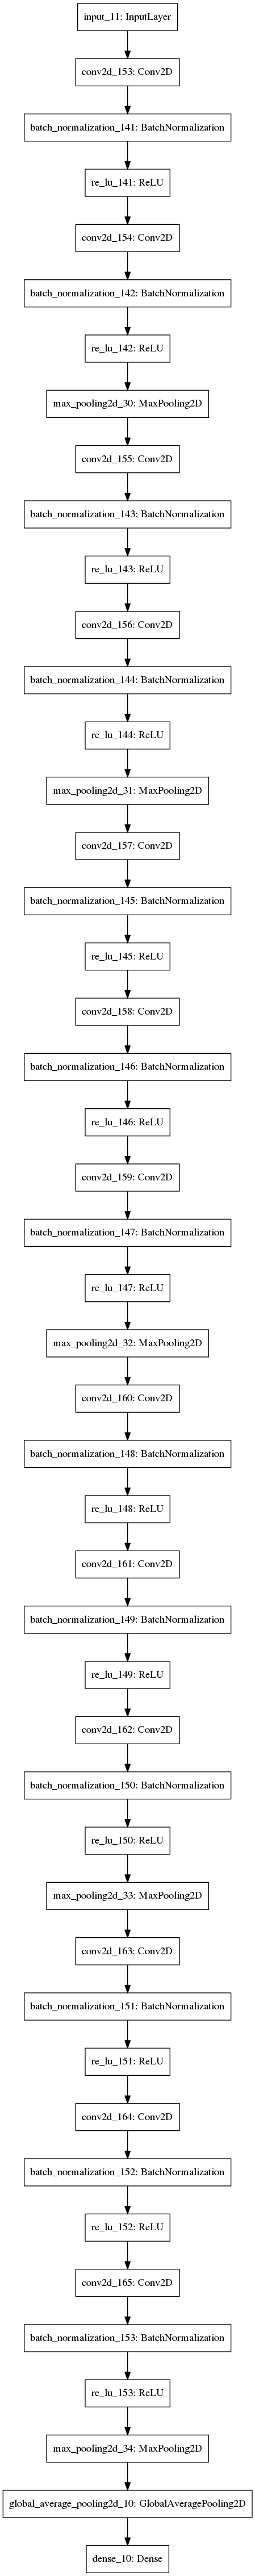 input_11: InputLayer
conv2d_153: Conv2D
batch_normalization_141: BatchNormalization
re_lu_141: ReLU
conv2d_154: Conv2D
batch_normalization_142: BatchNormalization
re_lu_142: ReLU
max_pooling2d_30: MaxPooling2D
conv2d_155: Conv2D
batch_normalization_143: BatchNormalization
re_lu_143: ReLU
conv2d_156: Conv2D
batch_normalization_144: BatchNormalization
re_lu_144: ReLU
max_pooling2d_31: MaxPooling2D
conv2d_157: Conv2D
batch_normalization_145: BatchNormalization
re_lu_145: ReLU
conv2d_158: Conv2D
batch_normalization_146: BatchNormalization
re_lu_146: ReLU
conv2d_159: Conv2D
batch_normalization_147: BatchNormalization
re_lu_147: ReLU
max_pooling2d_32: MaxPooling2D
conv2d_160: Conv2D
batch_normalization_148: BatchNormalization
re_lu_148: ReLU
conv2d_161: Conv2D
batch_normalization_149: BatchNormalization
re_lu_149: ReLU
conv2d_162: Conv2D
batch_normalization_150: BatchNormalization
re_lu_150: ReLU
max_pooling2d_33: MaxPooling2D
conv2d_163: Conv2D
batch_normalization_151: BatchNormalization
re_lu_151: ReLU
conv2d_164: Conv2D
batch_normalization_152: BatchNormalization
re_lu_152: ReLU
conv2d_165: Conv2D
batch_normalization_153: BatchNormalization
re_lu_153: ReLU
max_pooling2d_34: MaxPooling2D
global_average_pooling2d_10: GlobalAveragePooling2D
dense_10: Dense